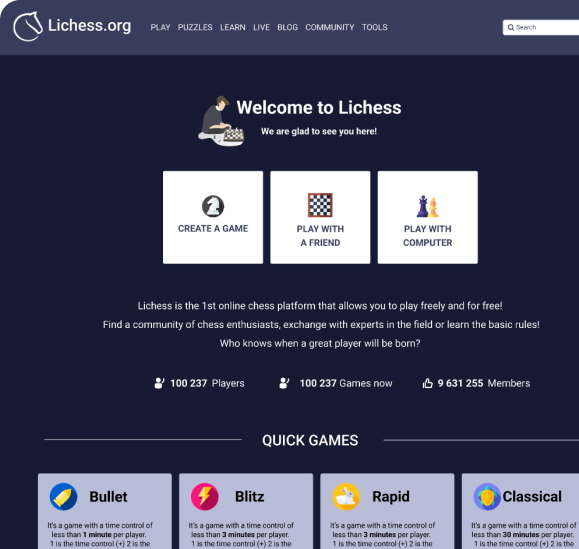 Lichess.org
PLAY PUZZLES LEARN LIVE BLOG COMMUNITY TOOLS
Search
Welcome to Lichess
We are glad to see you here!
CREATE A GAME
PLAY WITH
A FRIEND
PLAY WITH
COMPUTER
Lichess is the 1st online chess platform that allows you to play freely and for free!
Find a community of chess enthusiasts, exchange with experts in the field or learn the basic rules!
Who knows when a great player will be born?
100 237 Players
100 237 Games now
9 631 255 Members
QUICK GAMES
Bullet
It's a game with a time control of
less than 1 minute per player.
1 is the time control (+) 2 is the
Blitz
It's a game with a time control of
less than 3 minutes per player.
1 is the time control (+) 2 is the
Rapid
It's a game with a time control of
less than 3 minutes per player.
1 is the time control (+) 2 is the
Classical
It's a game with a time control of
less than 30 minutes per player.
1 is the time control (+) 2 is the